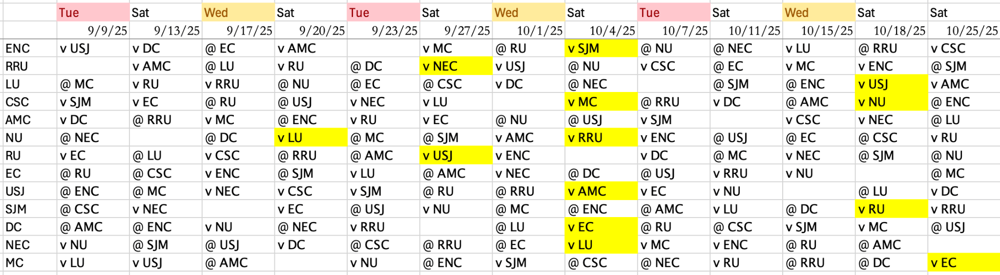 Tue Sat Wed Sat Tue Sat Wed Sat Tue Sat Wed Sat Sat
9/9/25 9/13/25 9/17/25 9/20/25 9/23/25 9/27/25 10/1/25 10/4/25 10/7/25 10/11/25 10/15/25 10/18/25 10/25/25
ENC v USJ v DC @ EC v AMC v MC @ RU v SJM @ NU @ NEC v LU @ RRU v CSC
RRU v AMC @ LU v RU @ DC v NEC v USJ @ NU v CSC @ EC v MC v ENC @ SJM
LU @ MC v RU v RRU @ NU @ EC @ CSC v DC @ NEC @ SJM @ ENC v USJ v AMC
CSC v SJM v EC @ RU @ USJ v NEC v LU v MC @ RRU v DC @ AMC v NU @ ENC
AMC v DC @ RRU v MC @ ENC v RU v EC @ NU @ USJ v SJM v CSC v NEC @ LU
NU @ NEC @ DC v LU @ MC @ SJM v AMC v RRU v ENC @ USJ @ EC @ CSC v RU
RU v EC @ LU v CSC @ RRU @ AMC v USJ v ENC v DC @ MC v NEC @ SJM @ NU
EC @ RU @ CSC v ENC @ SJM v LU @ AMC v NEC @ DC @ USJ v RRU v NU @ MC
USJ @ ENC @ MC v NEC v CSC v SJM @ RU @ RRU v AMC v EC v NU @ LU v DC
SJM @ CSC v NEC v EC @ USJ v NU @ MC @ ENC @ AMC v LU @ DC v RU v RRU
DC @ AMC @ ENC v NU @ NEC v RRU @ LU v EC @ RU @ CSC v SJM v MC @ USJ
NEC v NU @ SJM @ USJ v DC @ CSC @ RRU @ EC v LU v MC v ENC @ RU @ AMC
MC v LU v USJ @ AMC v NU @ ENC v SJM @ CSC @ NEC v RU @ RRU @ DC v EC